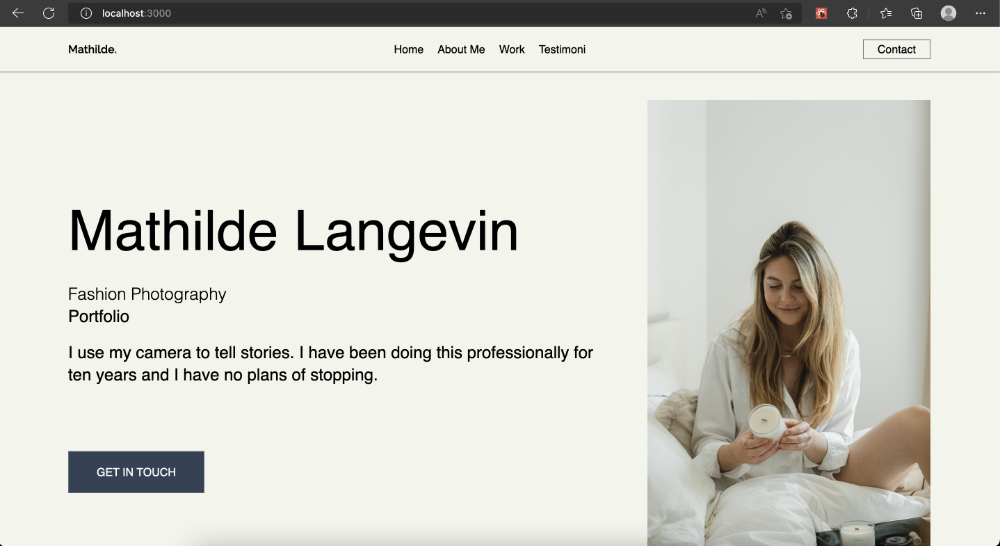 localhost:3000
Mathilde.
Home About Me Work Testimoni
Contact
Mathilde Langevin
Fashion Photography
Portfolio
I use my camera to tell stories. I have been doing this professionally for
ten years and I have no plans of stopping.
GET IN TOUCH